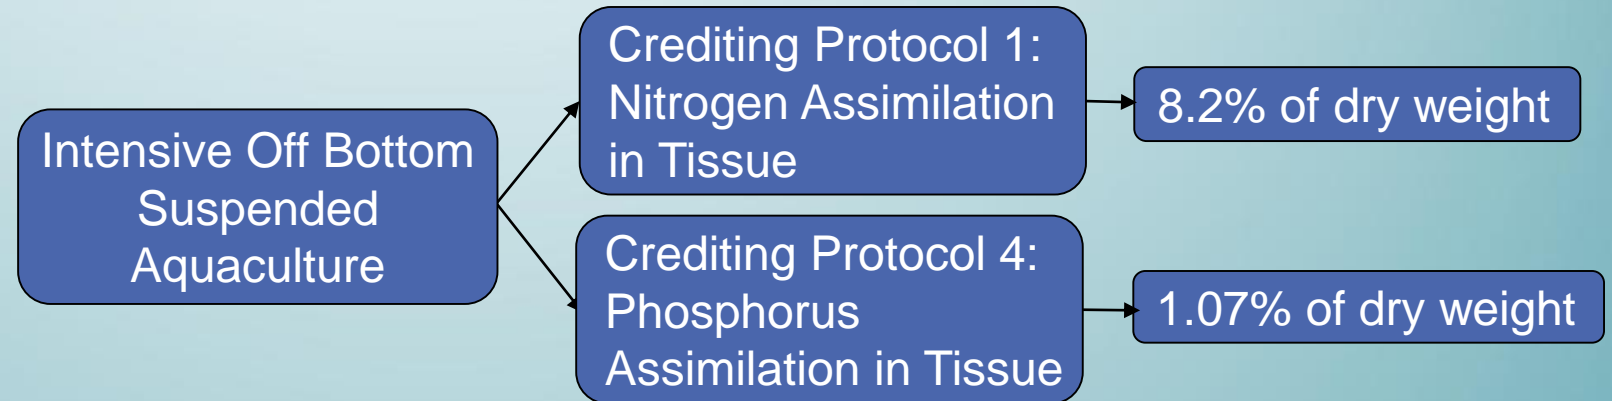 Intensive Off Bottom
Suspended
Aquaculture
Crediting Protocol 1:
Nitrogen Assimilation
in Tissue
8.2% of dry weight
Crediting Protocol 4:
Phosphorus
Assimilation in Tissue
1.07% of dry weight